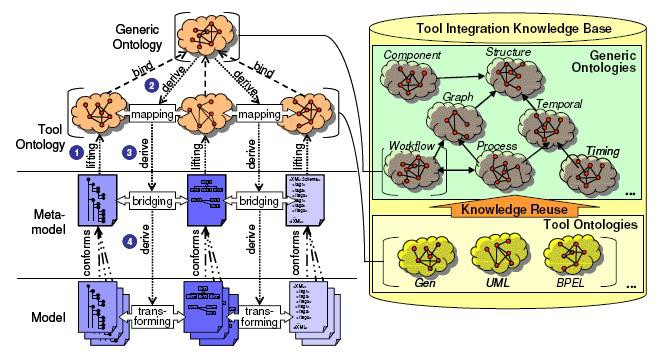 Generic
Ontology
bind
2
derive
derive
bind
mapping
mapping
Tool
Ontology
1
lifting
3
derive
lifting
derive
lifting
Meta-
model
bridging
bridging
4
conforms
derive
conforms
derive
conforms
Model
trans-
forming
trans-
forming
Tool Integration Knowledge Base
Component
Structure
Generic
Ontologies
Graph
Temporal
Workflow
Process
Timing
...
Knowledge Reuse
Tool Ontologies
Gen
UML
BPEL
...